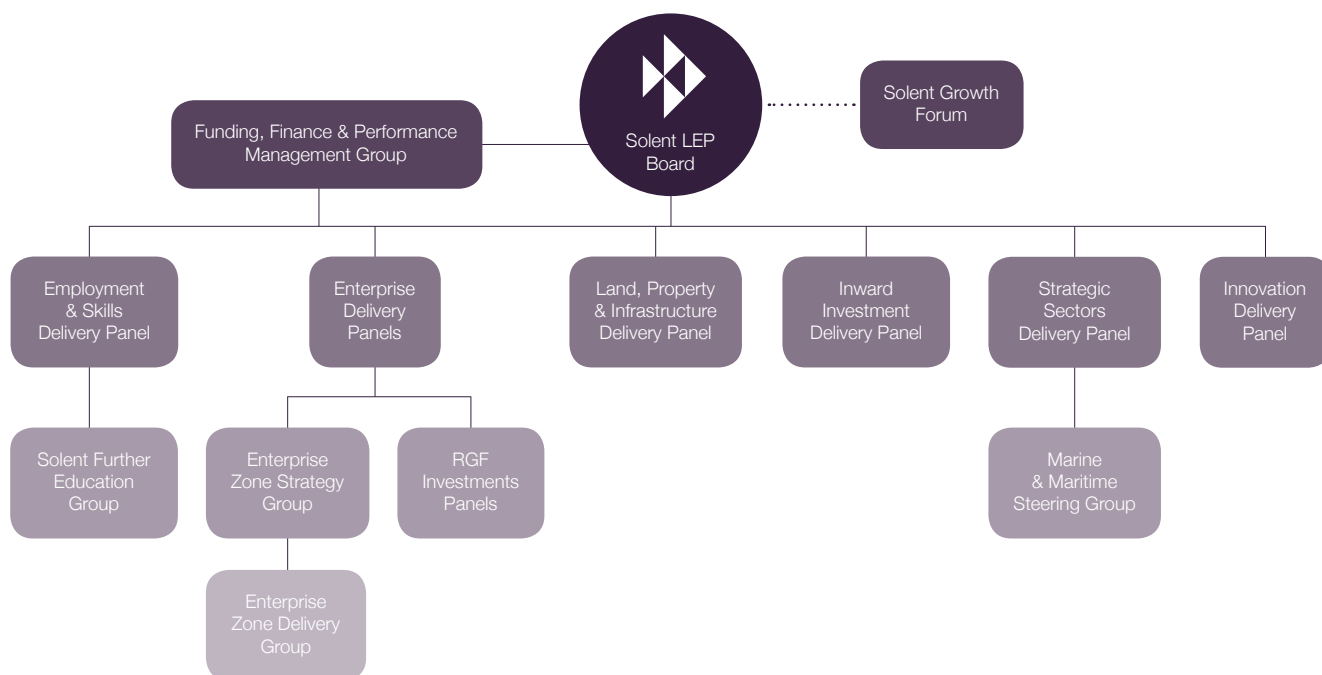 Solent LEP
Board
Solent Growth
Forum
Funding, Finance & Performance
Management Group
Employment
& Skills
Delivery Panel
Enterprise
Delivery
Panels
Land, Property
& Infrastructure
Delivery Panel
Inward
Investment
Delivery Panel
Strategic
Sectors
Delivery Panel
Innovation
Delivery
Panel
Solent Further
Education
Group
Enterprise
Zone Strategy
Group
RGF
Investments
Panels
Marine
& Maritime
Steering Group
Enterprise
Zone Delivery
Group